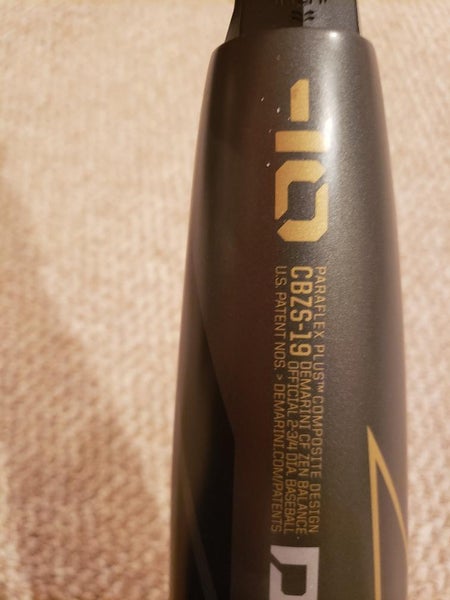 -10
PARAFLEX PLUS™ COMPOSITE DESIGN
CBZS-19 DEMARINI CF ZEN BALANCE.
OFFICIAL 2-3/4 DIA. BASEBALL
U.S. PATENT NOS. > DEMARINI.COM/PATENTS